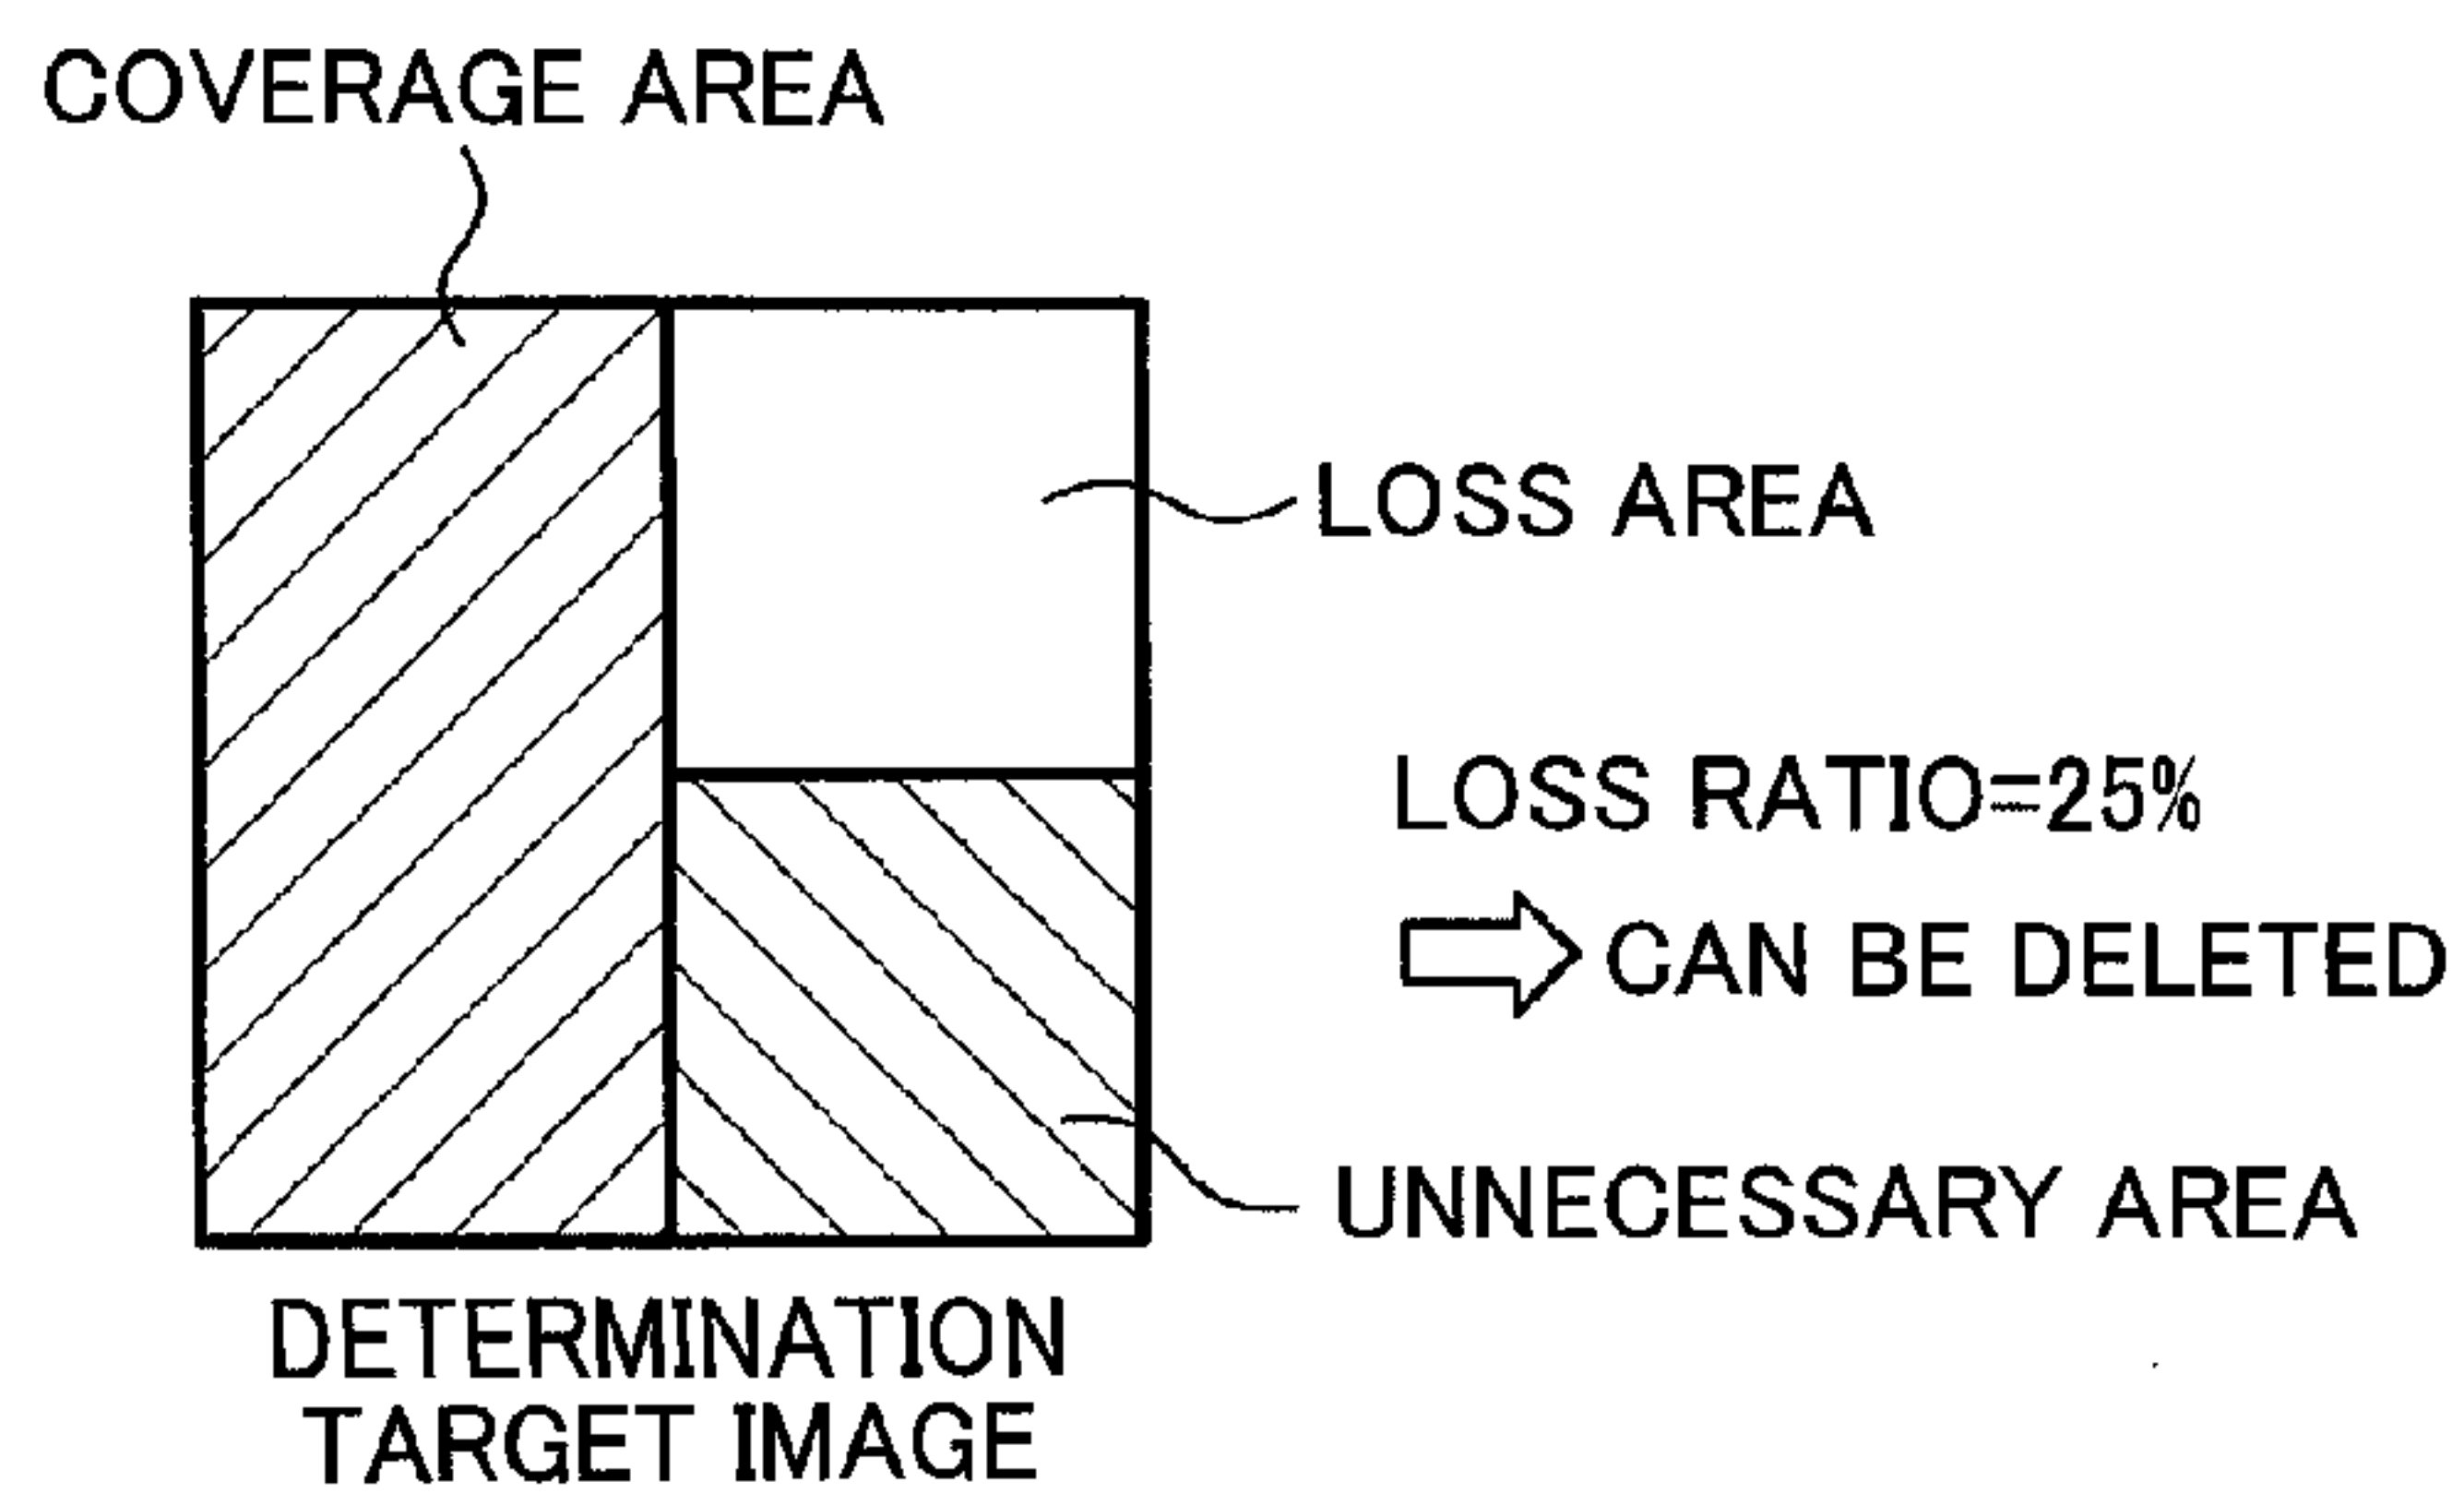 COVERAGE AREA
LOSS AREA
LOSS RATIO=25%
CAN BE DELETED
UNNECESSARY AREA
DETERMINATION
TARGET IMAGE